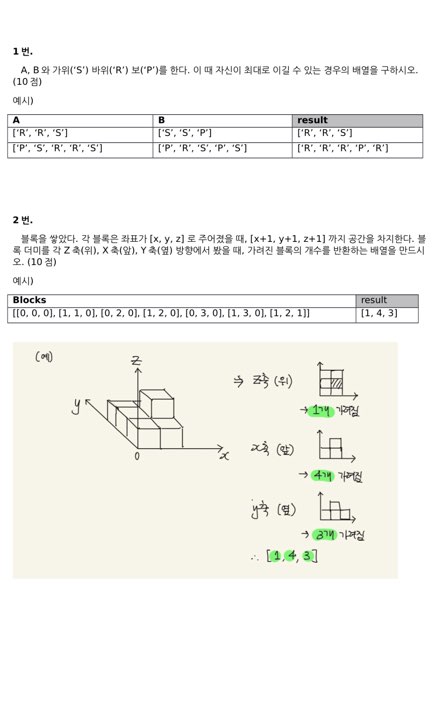 1 번.
A, B 와 가위(‘S’) 바위(‘R’) 보(‘P’)를 한다. 이 때 자신이 최대로 이길 수 있는 경우의 배열을 구하시오.
(10 점)
예시)
A B result
[‘R’, ‘R’, ‘S’] [‘S’, ‘S’, ‘P’] [‘R’, ‘R’, ‘S’]
[‘P’, ‘S’, ‘R’, ‘R’, ‘S’] [‘P’, ‘R’, ‘S’, ‘P’, ‘S’] [‘R’, ‘R’, ‘R’, ‘P’, ‘R’]
2 번.
블록을 쌓았다. 각 블록은 좌표가 [x, y, z] 로 주어졌을 때, [x+1, y+1, z+1] 까지 공간을 차지한다. 블
록 더미를 각 Z 축(위), X 축(앞), Y 축(옆) 방향에서 봤을 때, 가려진 블록의 개수를 반환하는 배열을 만드시
오. (10 점)
예시)
Blocks result
[[0, 0, 0], [1, 1, 0], [0, 2, 0], [1, 2, 0], [0, 3, 0], [1, 3, 0], [1, 2, 1]] [1, 4, 3]
(예)
z
y
x
0
⇒ z축 (위)
→ 1개 가려짐
x축 (앞)
→ 4개 가려짐
y축 (옆)
→ 3개 가려짐
∴ [1, 4, 3]